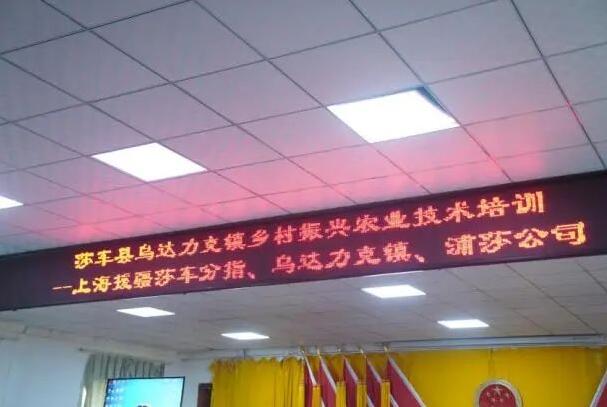 莎车县乌达力克镇乡村振兴农业技术培训
--上海援疆莎车分指、乌达力克镇、浦莎公司